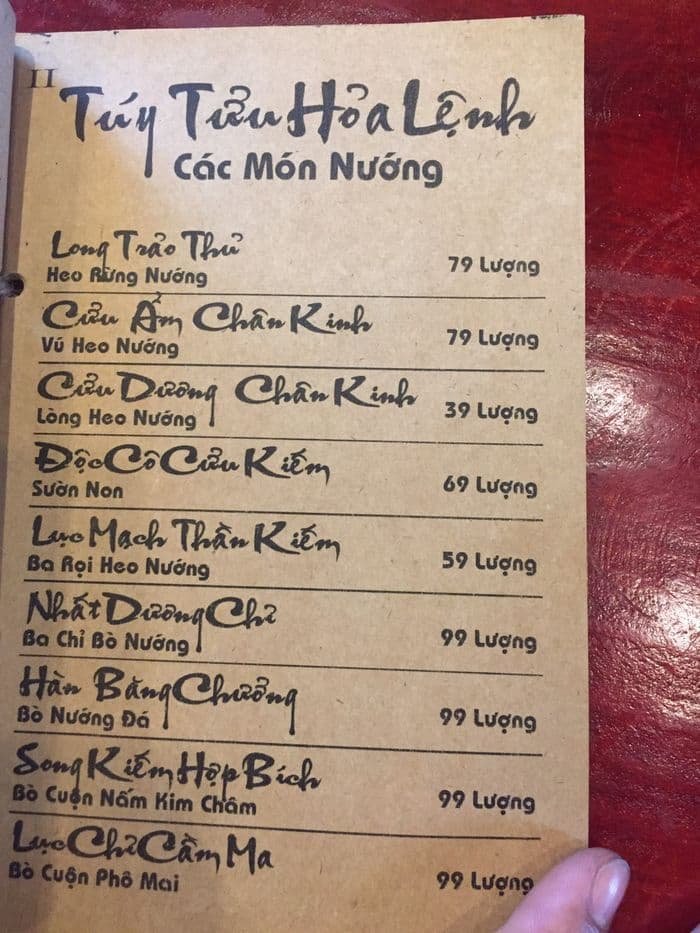 II
Túy Tửu Hỏa Lệnh
Các Món Nướng
Long Trảo Thủ
Heo Rừng Nướng
79 Lượng
Cửu Ẩm Chân Kinh
Vú Heo Nướng
79 Lượng
Cửu Dương Chân Kinh
Lòng Heo Nướng
39 Lượng
Độc Cô Cửu Kiếm
Sườn Non
69 Lượng
Lục Mạch Thần Kiếm
Ba Rọi Heo Nướng
59 Lượng
Nhất Dương Chỉ
Ba Chỉ Bò Nướng
99 Lượng
Hàn Băng Chưởng
Bò Nướng Đá
99 Lượng
Song Kiếm Hợp Bích
Bò Cuộn Nấm Kim Châm
99 Lượng
Lục Chỉ Cầm Ma
Bò Cuộn Phô Mai
99 Lượng